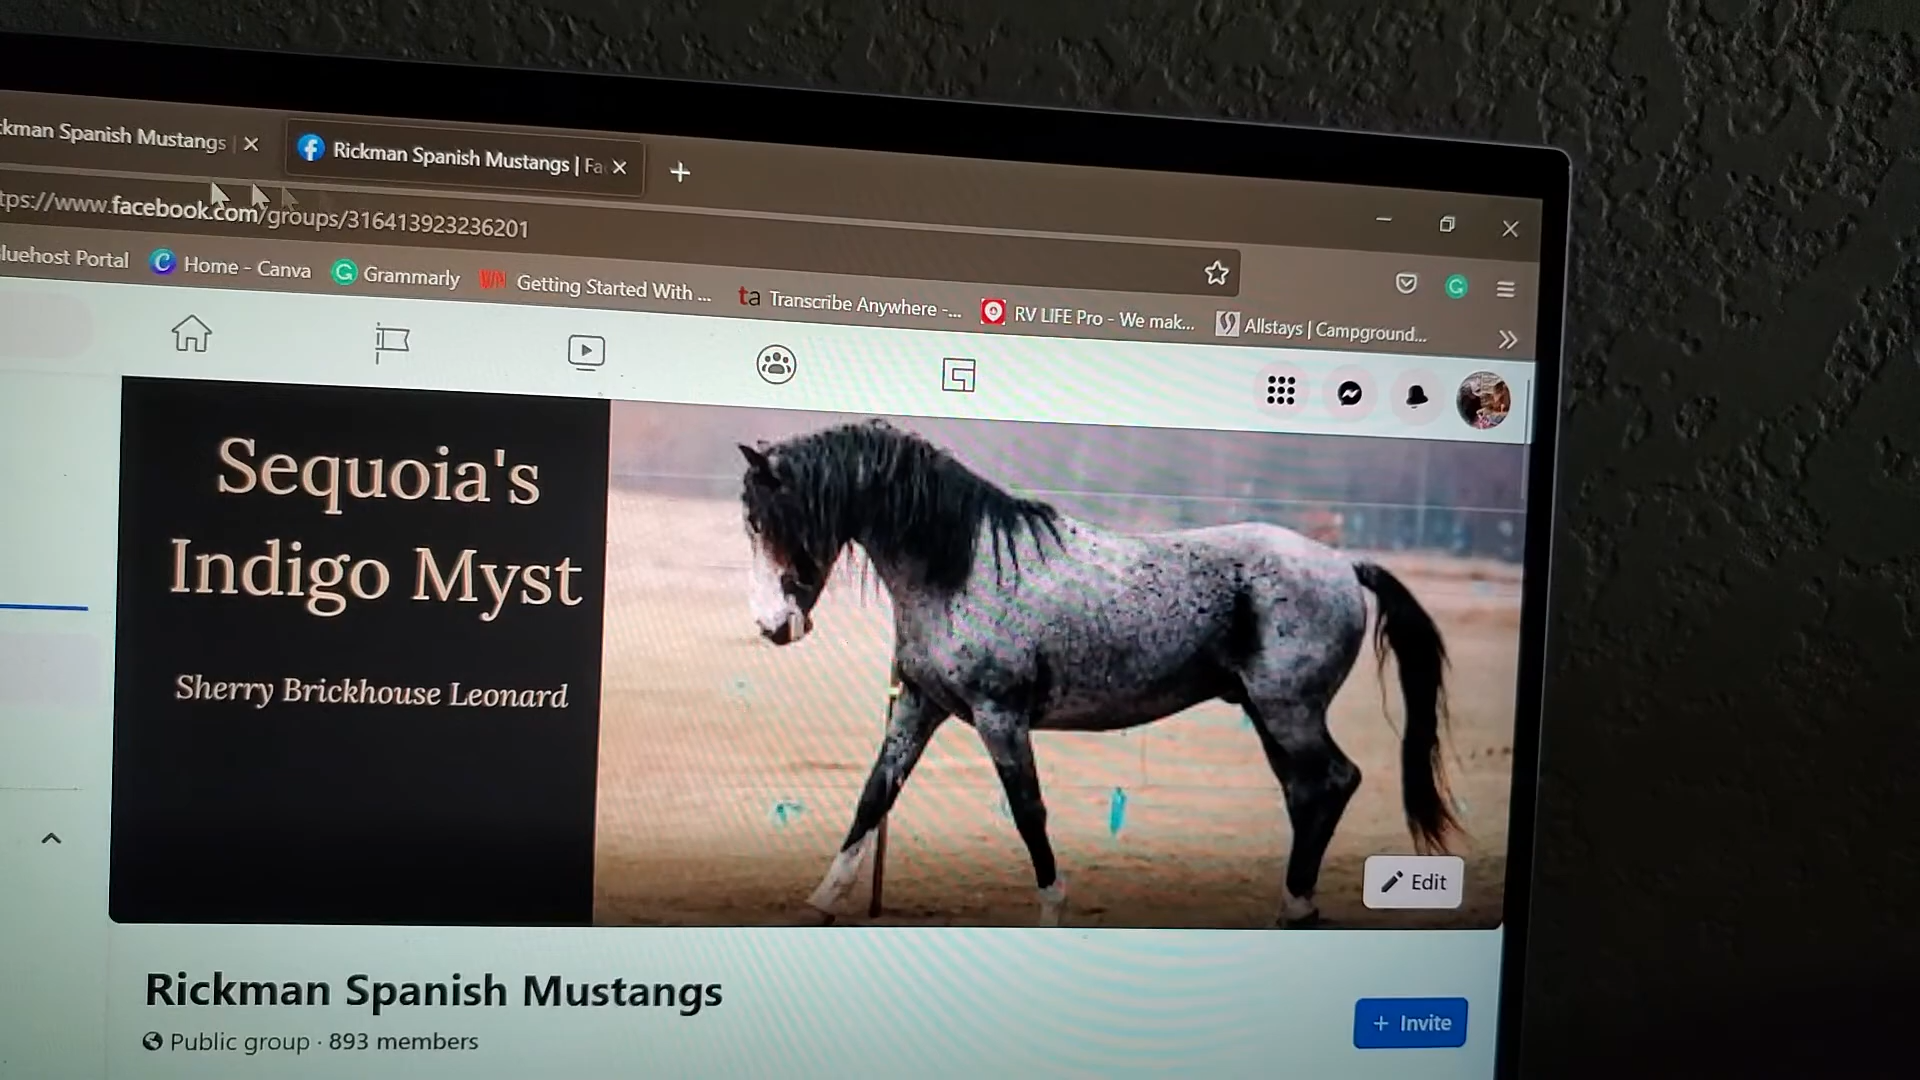 ckman Spanish Mustangs
Rickman Spanish Mustangs | Fa
tps://www.facebook.com/groups/316413923236201
luehost Portal
Home - Canva
Grammarly
Getting Started With ...
ta Transcribe Anywhere -...
RV LIFE Pro - We mak...
Allstays | Campground...
Sequoia's
Indigo Myst
Sherry Brickhouse Leonard
Edit
Rickman Spanish Mustangs
Public group · 893 members
+ Invite